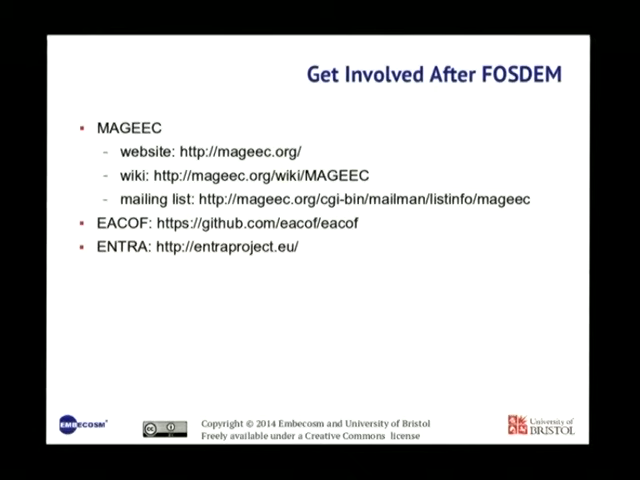 Get Involved After FOSDEM
▪ MAGEEC
- website: http://mageec.org/
- wiki: http://mageec.org/wiki/MAGEEC
- mailing list: http://mageec.org/cgi-bin/mailman/listinfo/mageec
▪ EACOF: https://github.com/eacof/eacof
▪ ENTRA: http://entraproject.eu/
EMBECOSM®
cc
Copyright © 2014 Embecosm and University of Bristol
Freely available under a Creative Commons license
University of
BRISTOL